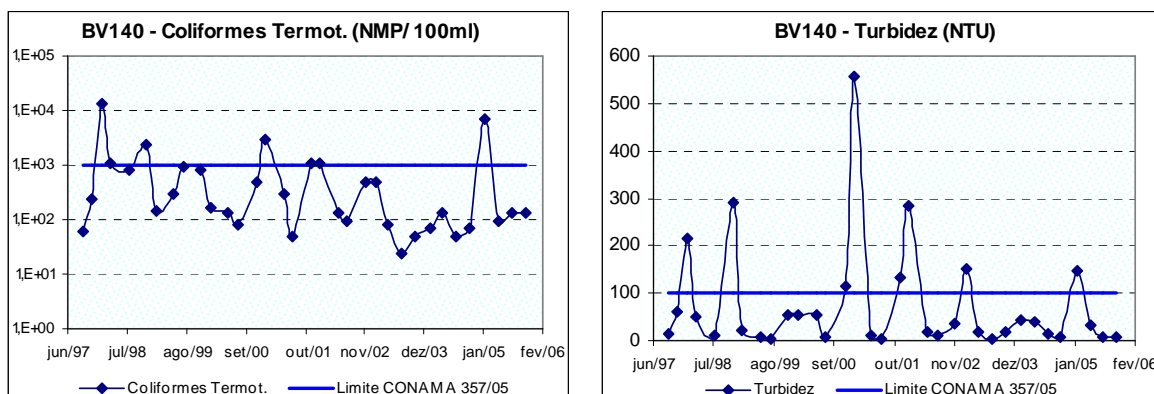 BV140 - Coliformes Termot. (NMP/ 100ml)
1,E+05
1,E+04
1,E+03
1,E+02
1,E+01
1,E+00
jun/97 jul/98 ago/99 set/00 out/01 nov/02 dez/03 jan/05 fev/06
Coliformes Termot. Limite CONAMA 357/05
BV140 - Turbidez (NTU)
600
500
400
300
200
100
0
jun/97 jul/98 ago/99 set/00 out/01 nov/02 dez/03 jan/05 fev/06
Turbidez Limite CONAMA 357/05